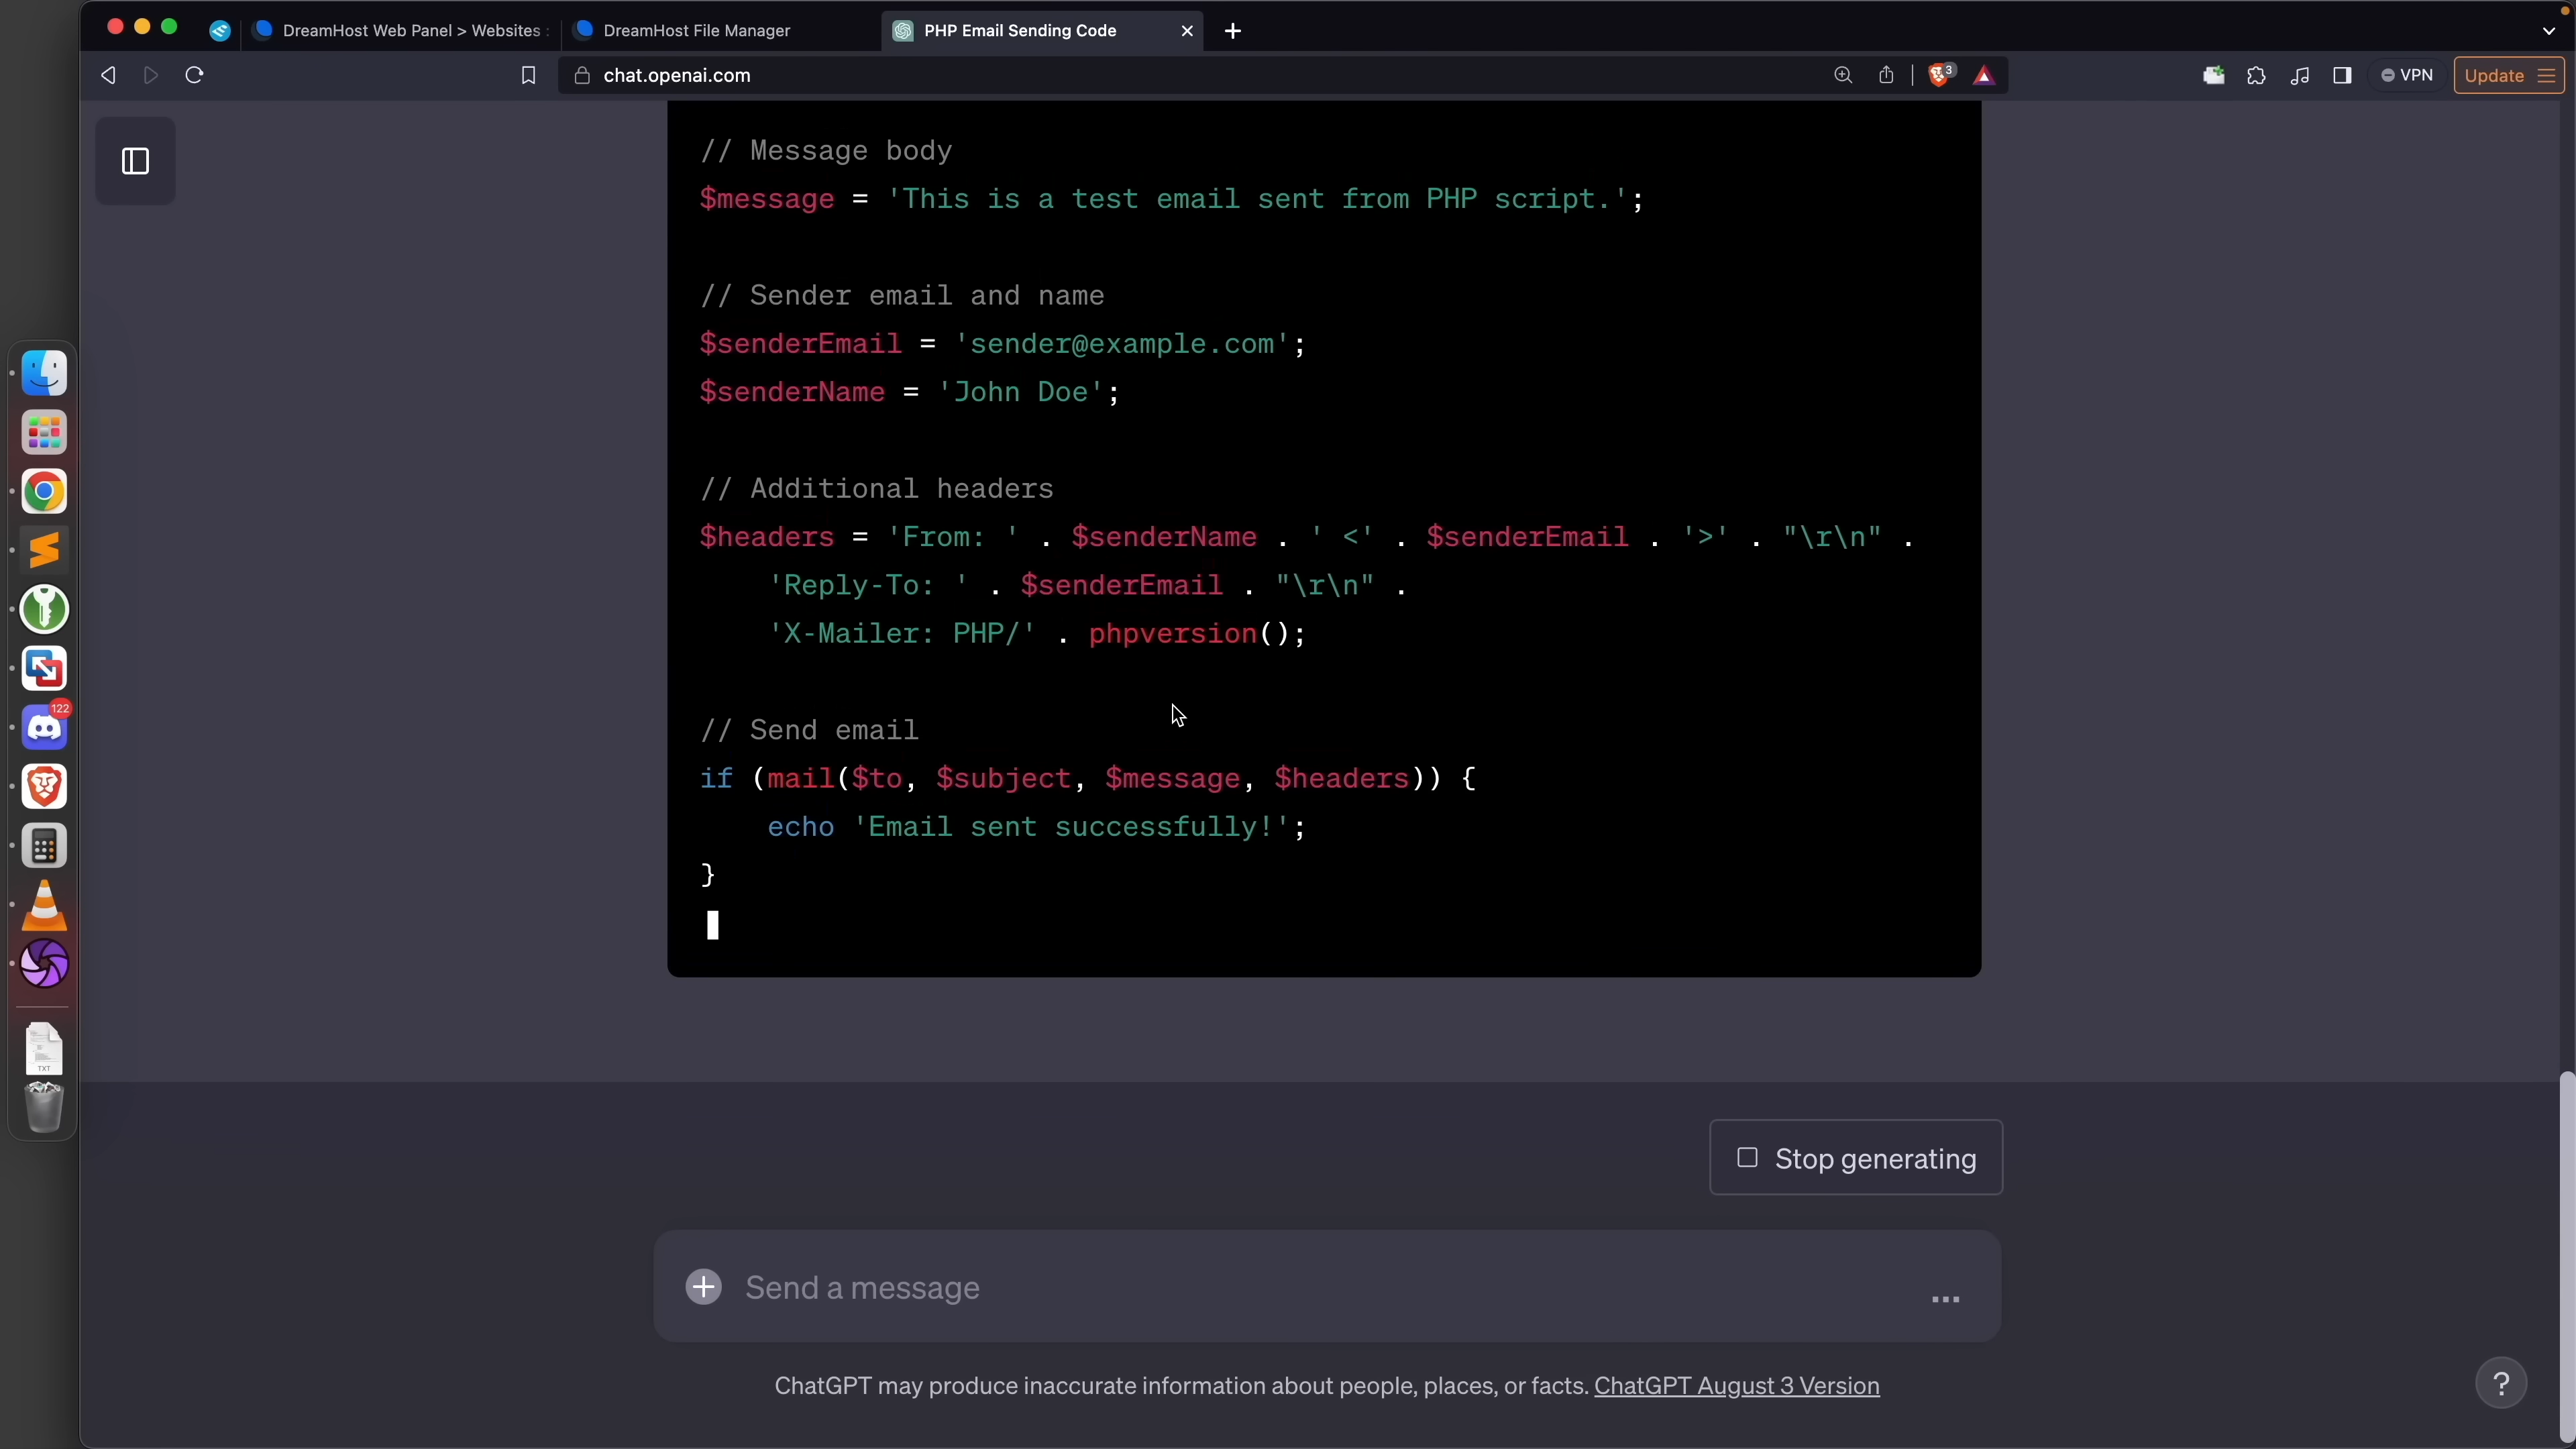 DreamHost Web Panel > Websites :
DreamHost File Manager
PHP Email Sending Code
chat.openai.com
3
VPN
Update
// Message body
$message = 'This is a test email sent from PHP script.';
// Sender email and name
$senderEmail = 'sender@example.com';
$senderName = 'John Doe';
// Additional headers
$headers = 'From: ' . $senderName . ' <' . $senderEmail . '>' . "\r\n" .
'Reply-To: ' . $senderEmail . "\r\n" .
'X-Mailer: PHP/' . phpversion();
// Send email
if (mail($to, $subject, $message, $headers)) {
echo 'Email sent successfully!';
}
122
TXT
Stop generating
Send a message
...
ChatGPT may produce inaccurate information about people, places, or facts. ChatGPT August 3 Version
?